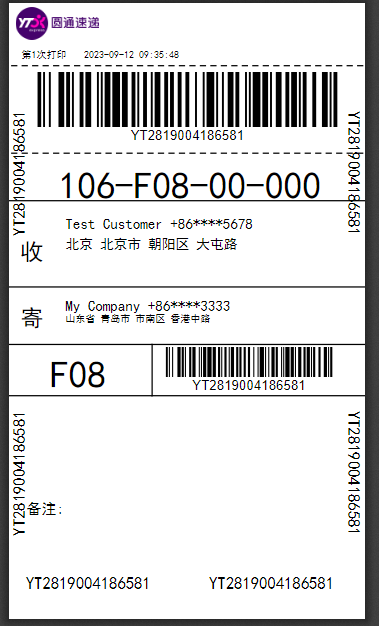 YTO express 圆通速递
第1次打印 2023-09-12 09:35:48
YT2819004186581
YT2819004186581
YT2819004186581
106-F08-00-000
收
Test Customer +86****5678
北京 北京市 朝阳区 大屯路
寄
My Company +86****3333
山东省 青岛市 市南区 香港中路
F08
YT2819004186581
YT2819004186581
YT2819004186581
备注:
YT2819004186581 YT2819004186581